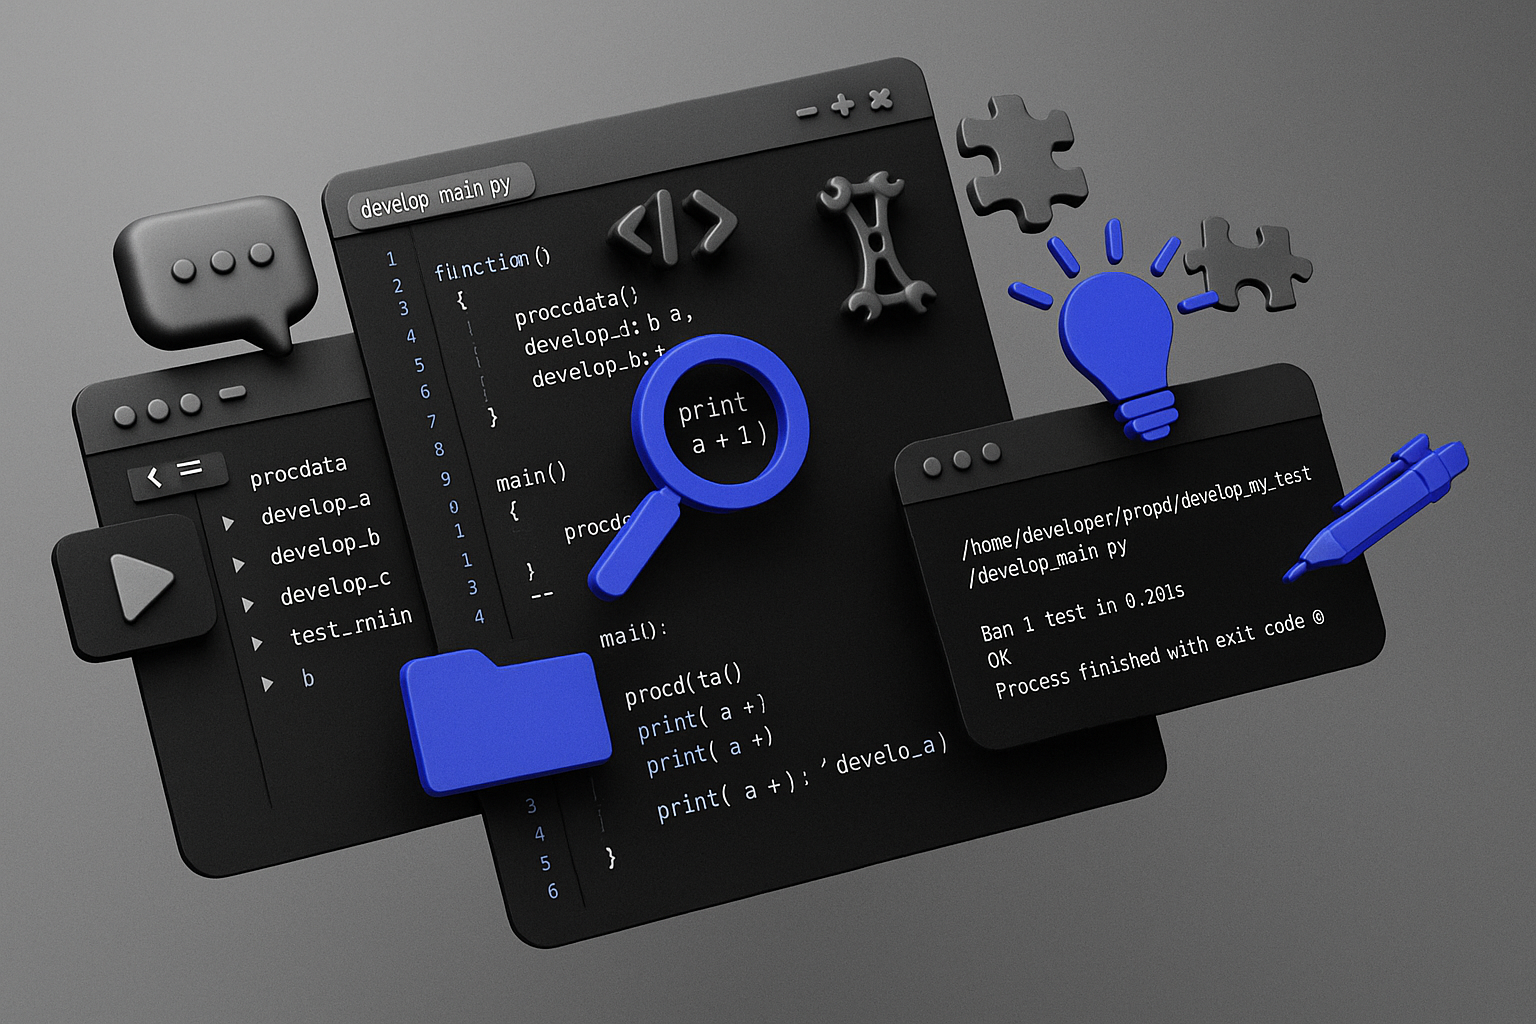 develop main py
1
2
3
4
5
6
7
8
9
0
1
1
3
4
3
4
5
6
function()
{
proccdata()
develop_d: b a,
develop_b:
}
main()
{
}
--
procd(ta()
print( a +)
print( a +)
print( a +): ' develo_a)
}
print
a + 1)
< =
procdata
develop_a
develop_b
develop_c
test_rniin
b
/home/developer/propd/develop_my_test
/develop_main py
Ban 1 test in 0.201s
OK
Process finished with exit code